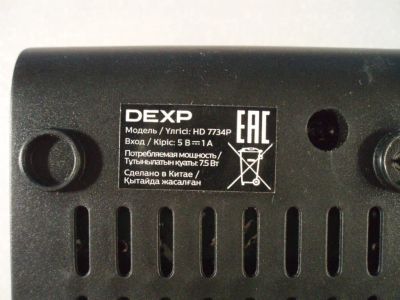 DEXP
Модель / Үлгісі: HD 7734P
Вход / Кіріс: 5 В⎓1 А
Потребляемая мощность /
Тұтынылатын қуаты: 7.5 Вт
Сделано в Китае /
Қытайда жасалған
EAC